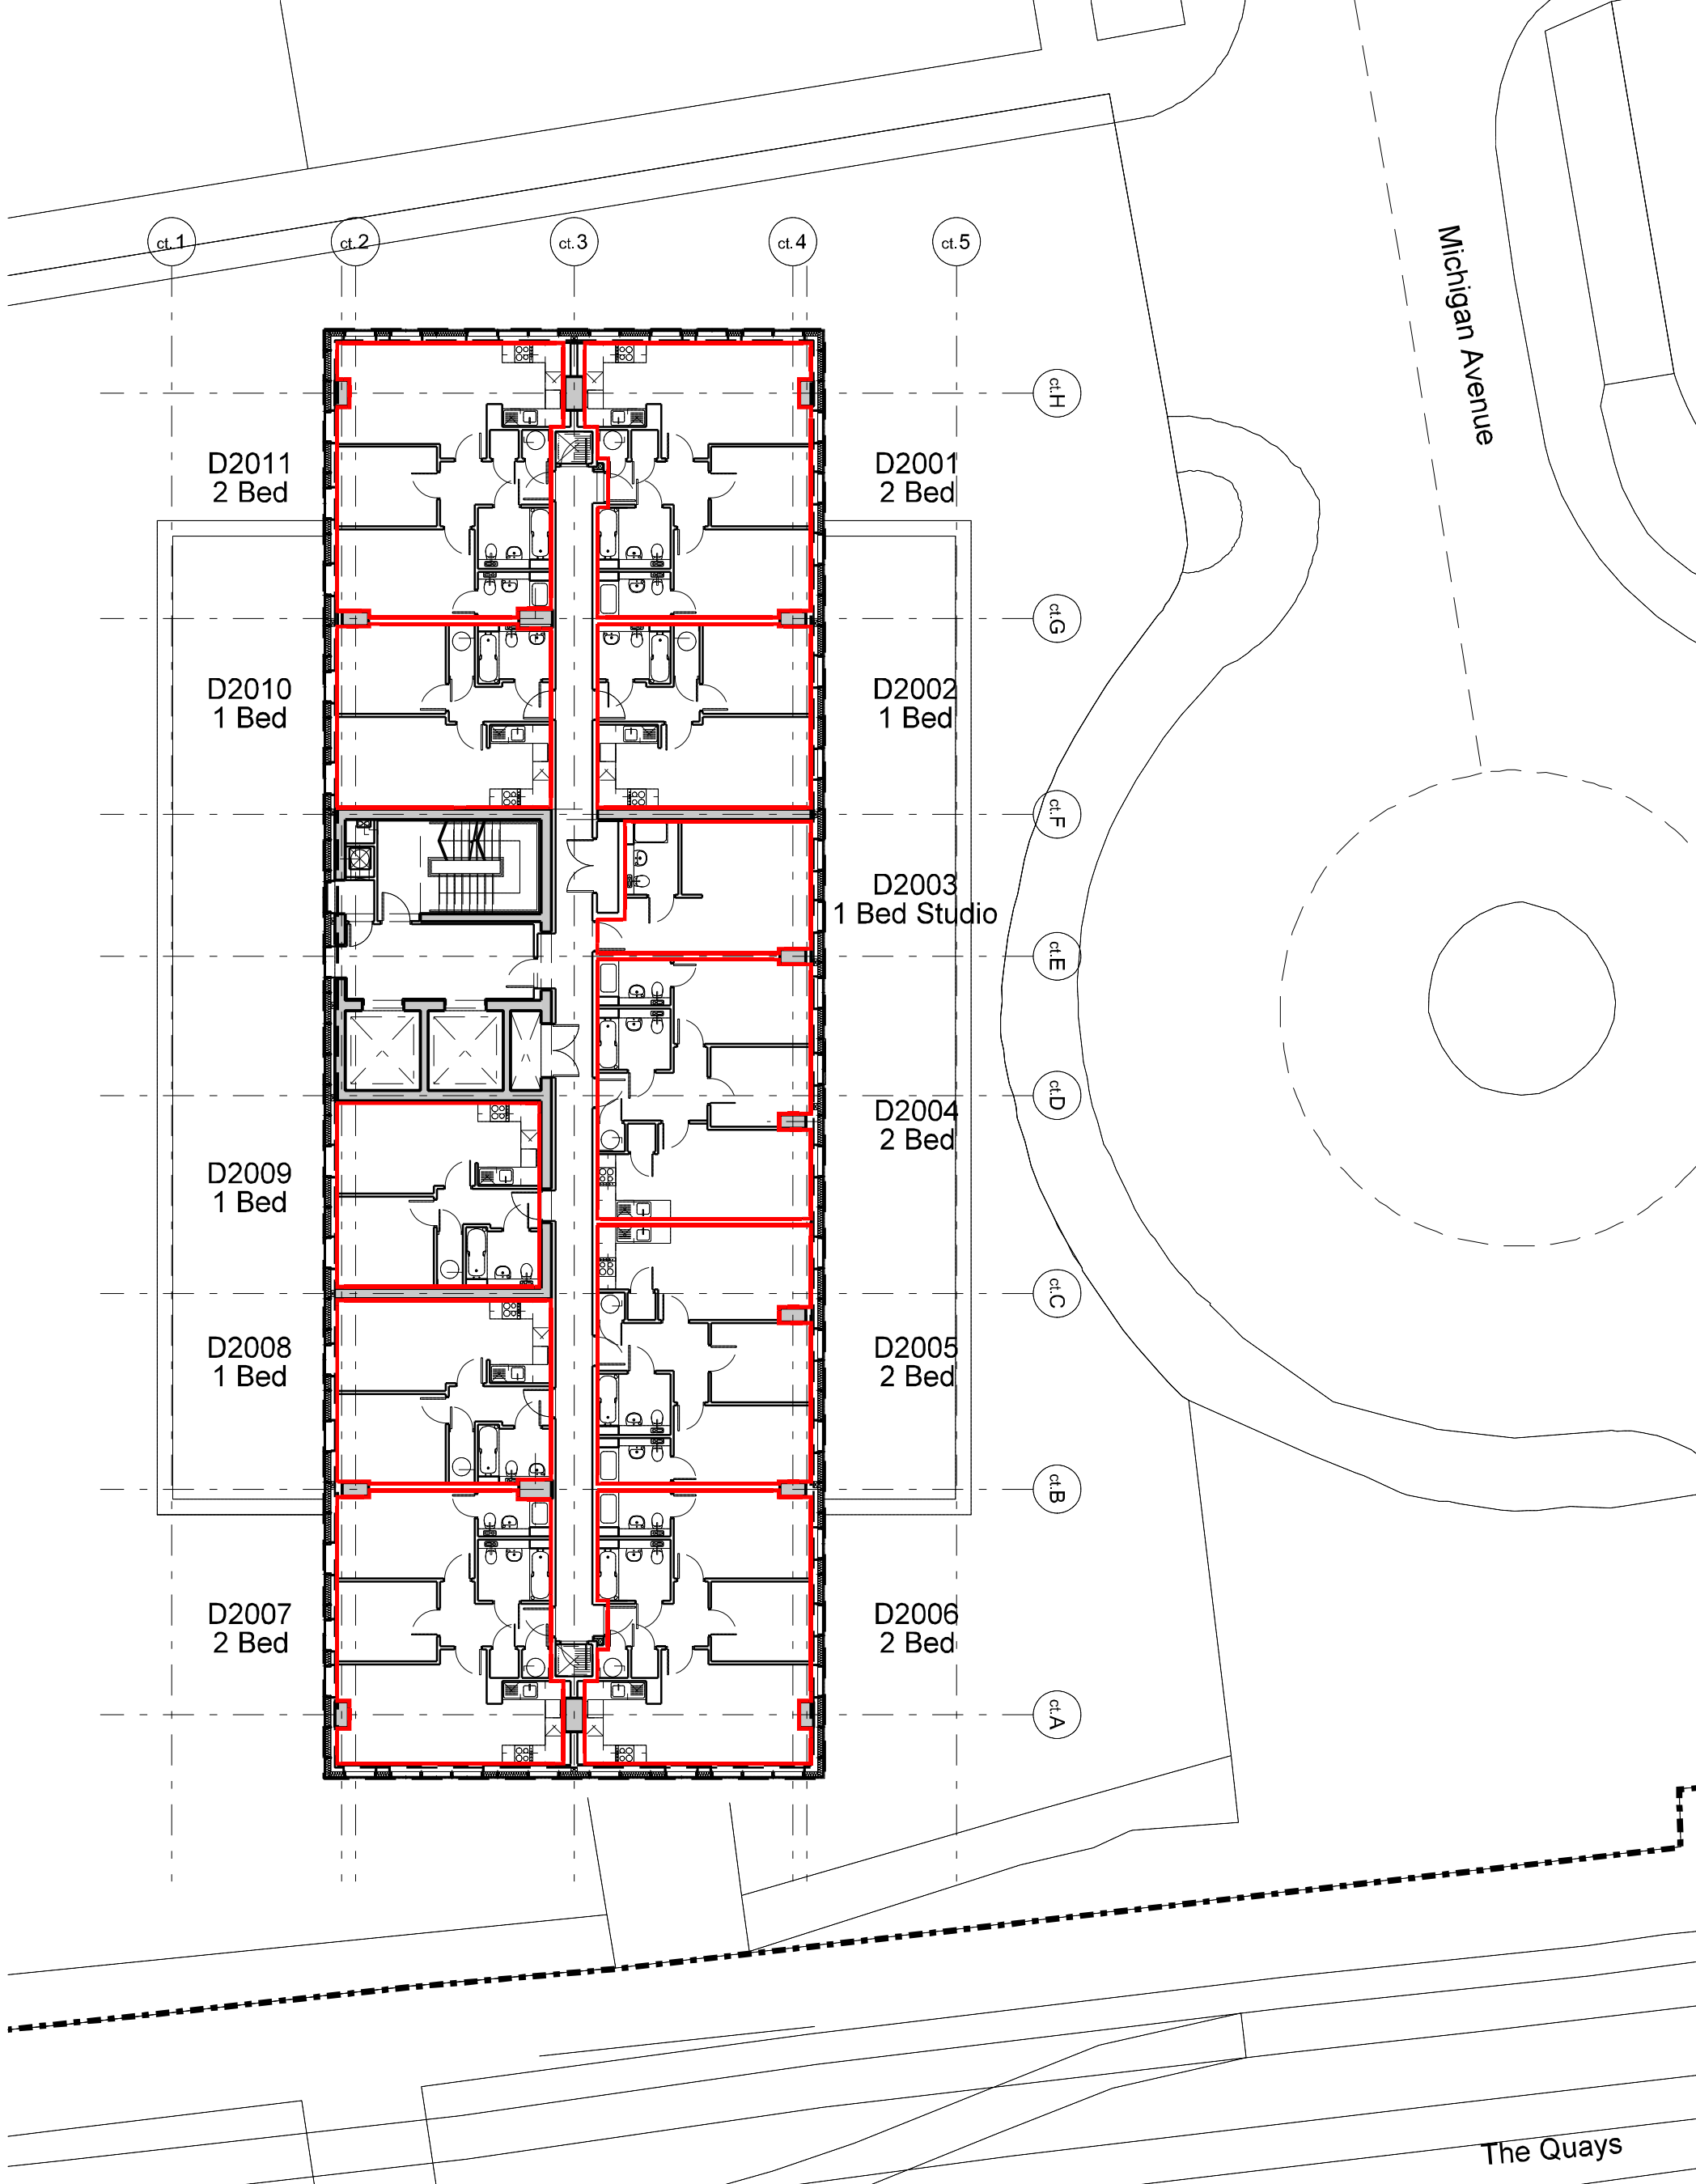 ct.1
ct.2
ct.3
ct.4
ct.5
Michigan Avenue
ct.H
D2011
2 Bed
D2001
2 Bed
ct.G
D2010
1 Bed
D2002
1 Bed
ct.F
D2003
1 Bed Studio
ct.E
ct.D
D2004
2 Bed
D2009
1 Bed
ct.C
D2008
1 Bed
D2005
2 Bed
ct.B
D2007
2 Bed
D2006
2 Bed
ct.A
The Quays